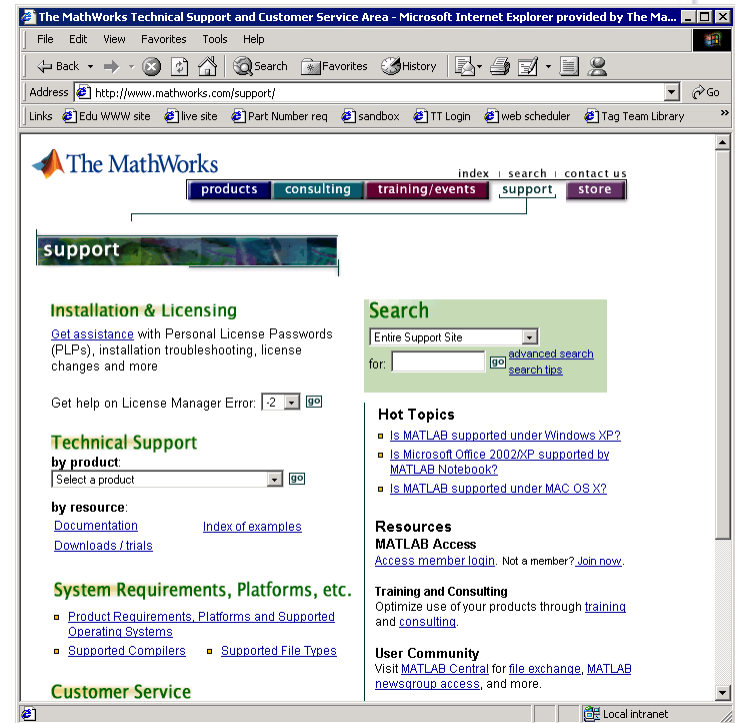 The MathWorks Technical Support and Customer Service Area - Microsoft Internet Explorer provided by The Ma...
File Edit View Favorites Tools Help
Back Search Favorites History
Address http://www.mathworks.com/support/ Go
Links Edu WWW site live site Part Number req sandbox TT Login web scheduler Tag Team Library »
The MathWorks
index search contact us
products consulting training/events support store
support
Installation & Licensing
Get assistance with Personal License Passwords
(PLPs), installation troubleshooting, license
changes and more
Get help on License Manager Error: -2 go
Technical Support
by product:
Select a product go
by resource:
Documentation Index of examples
Downloads / trials
System Requirements, Platforms, etc.
Product Requirements, Platforms and Supported
Operating Systems
Supported Compilers Supported File Types
Customer Service
Search
Entire Support Site
for: go advanced search
search tips
Hot Topics
Is MATLAB supported under Windows XP?
Is Microsoft Office 2002/XP supported by
MATLAB Notebook?
Is MATLAB supported under MAC OS X?
Resources
MATLAB Access
Access member login. Not a member? Join now.
Training and Consulting
Optimize use of your products through training
and consulting.
User Community
Visit MATLAB Central for file exchange, MATLAB
newsgroup access, and more.
Local intranet